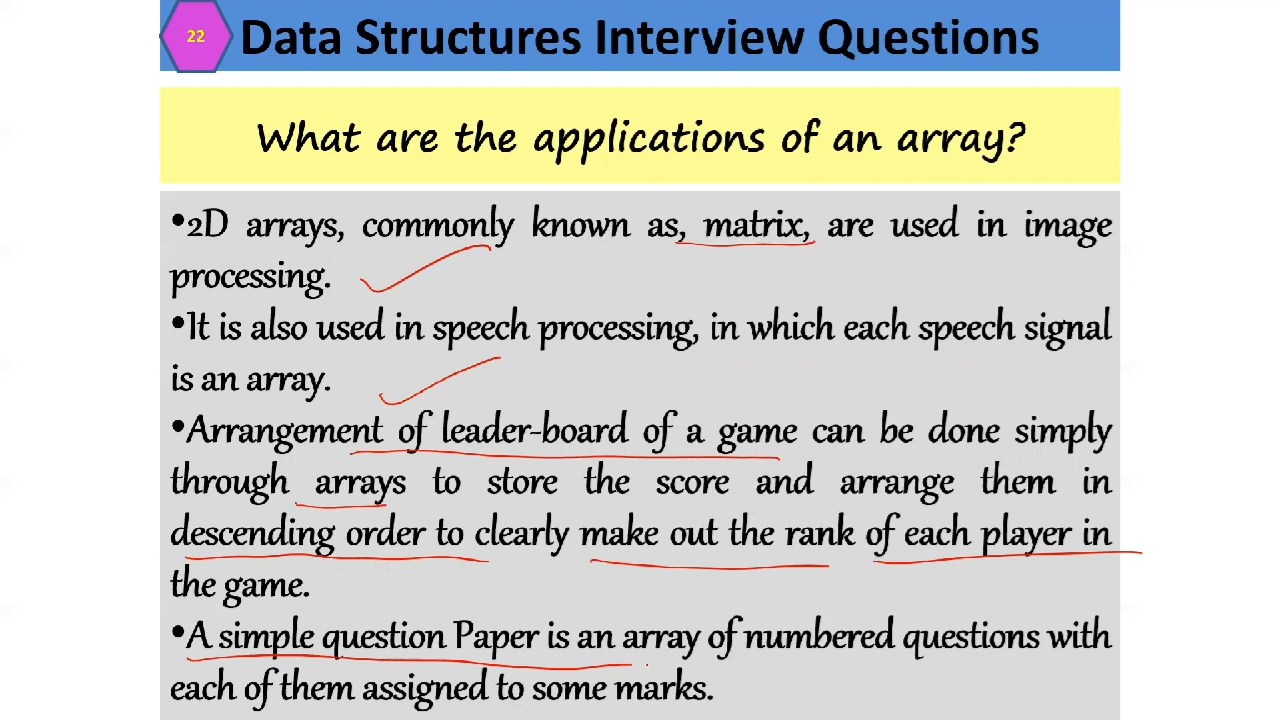 22
Data Structures Interview Questions
What are the applications of an array?
•2D arrays, commonly known as, matrix, are used in image
processing.
•It is also used in speech processing, in which each speech signal
is an array.
•Arrangement of leader-board of a game can be done simply
through arrays to store the score and arrange them in
descending order to clearly make out the rank of each player in
the game.
•A simple question Paper is an array of numbered questions with
each of them assigned to some marks.